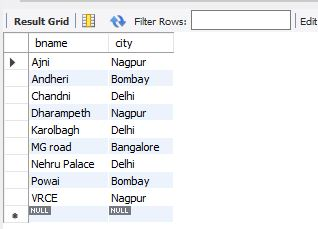 Result Grid Filter Rows: Edit
bname city
Ajni Nagpur
Andheri Bombay
Chandni Delhi
Dharampeth Nagpur
Karolbagh Delhi
MG road Bangalore
Nehru Palace Delhi
Powai Bombay
VRCE Nagpur
NULL NULL